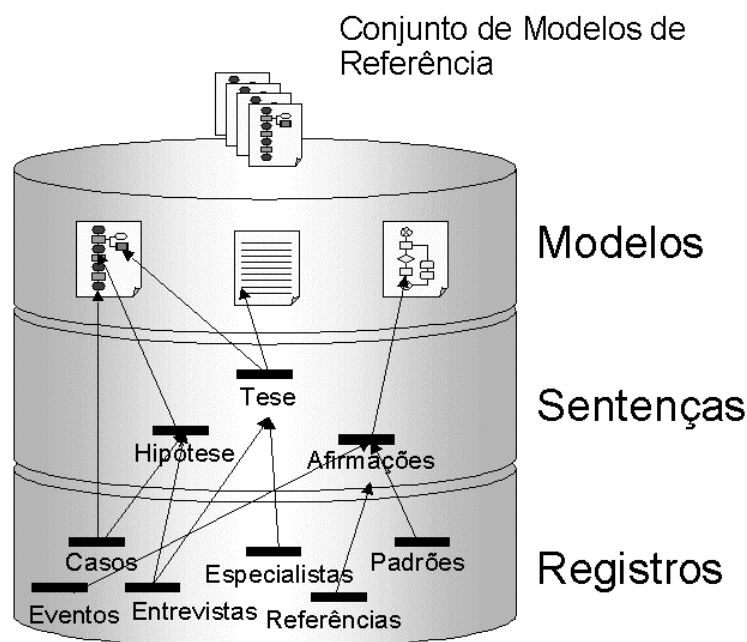 Conjunto de Modelos de
Referência
Modelos
Tese
Sentenças
Hipótese
Afirmações
Casos
Especialistas
Padrões
Registros
Eventos
Entrevistas
Referências